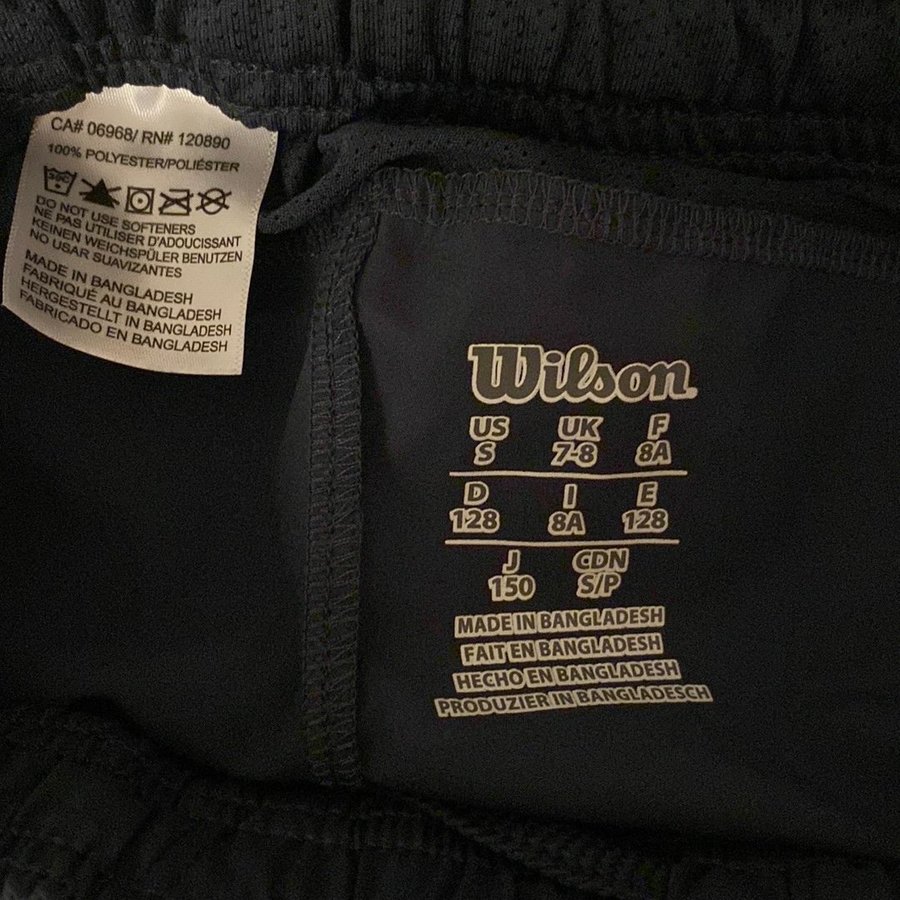 CA# 06968/ RN# 120890
100% POLYESTER/POLIÉSTER
DO NOT USE SOFTENERS
NE PAS UTILISER D'ADOUCISSANT
KEINEN WEICHSPÜLER BENUTZEN
NO USAR SUAVIZANTES
MADE IN BANGLADESH
FABRIQUÉ AU BANGLADESH
HERGESTELLT IN BANGLADESH
FABRICADO EN BANGLADESH
Wilson
US UK F
S 7-8 8A
D I E
128 8A 128
J CDN
150 S/P
MADE IN BANGLADESH
FAIT EN BANGLADESH
HECHO EN BANGLADESH
PRODUZIER IN BANGLADESCH